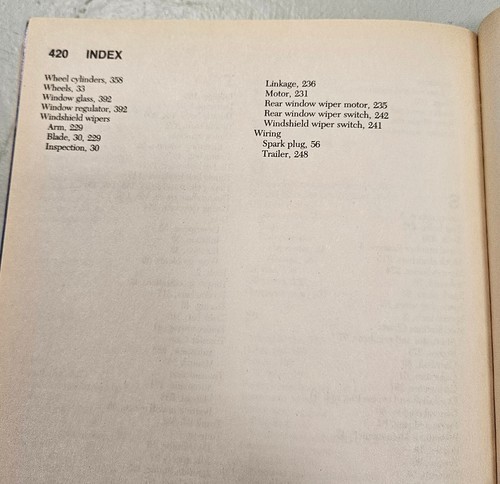 420 INDEX
Wheel cylinders, 358
Wheels, 33
Window glass, 392
Window regulator, 392
Windshield wipers
Arm, 229
Blade, 30, 229
Inspection, 30
Linkage, 236
Motor, 231
Rear window wiper motor, 235
Rear window wiper switch, 242
Windshield wiper switch, 241
Wiring
Spark plug, 56
Trailer, 248